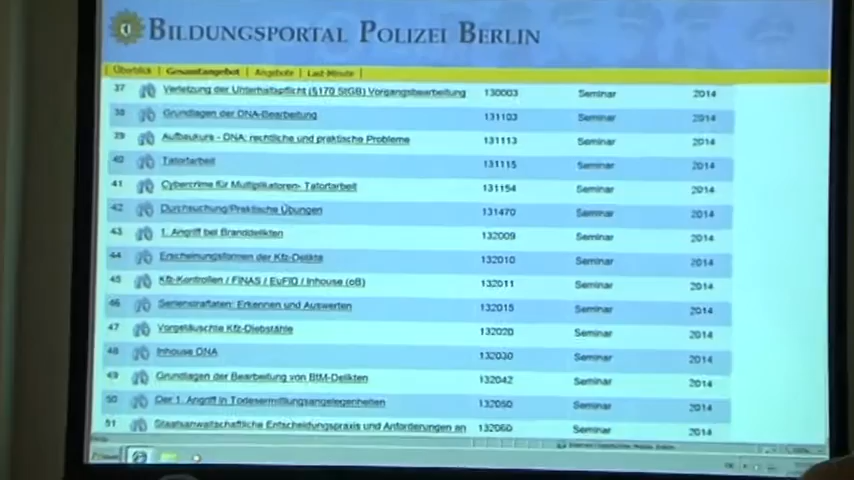 BILDUNGSPORTAL POLIZEI BERLIN
Überblick | Gesamtangebot | Angebote | Last-Minute |
37 Verletzung der Unterhaltspflicht (§170 StGB) Vorgangsbearbeitung 130003 Seminar 2014
38 Grundlagen der DNA-Bearbeitung 131103 Seminar 2014
39 Aufbaukurs - DNA: rechtliche und praktische Probleme 131113 Seminar 2014
40 Tatortarbeit 131115 Seminar 2014
41 Cybercrime für Multiplikatoren- Tatortarbeit 131154 Seminar 2014
42 Durchsuchung/Praktische Übungen 131470 Seminar 2014
43 1. Angriff bei Branddelikten 132009 Seminar 2014
44 Erscheinungsformen der Kfz-Delikte 132010 Seminar 2014
45 Kfz-Kontrollen / FINAS / EuFID / Inhouse (oB) 132011 Seminar 2014
46 Serienstraftaten: Erkennen und Auswerten 132015 Seminar 2014
47 Vorgetäuschte Kfz-Diebstähle 132020 Seminar 2014
48 Inhouse DNA 132030 Seminar 2014
49 Grundlagen der Bearbeitung von BtM-Delikten 132042 Seminar 2014
50 Der 1. Angriff in Todesermittlungsangelegenheiten 132050 Seminar 2014
51 Staatsanwaltschaftliche Entscheidungspraxis und Anforderungen an 132060 Seminar 2014